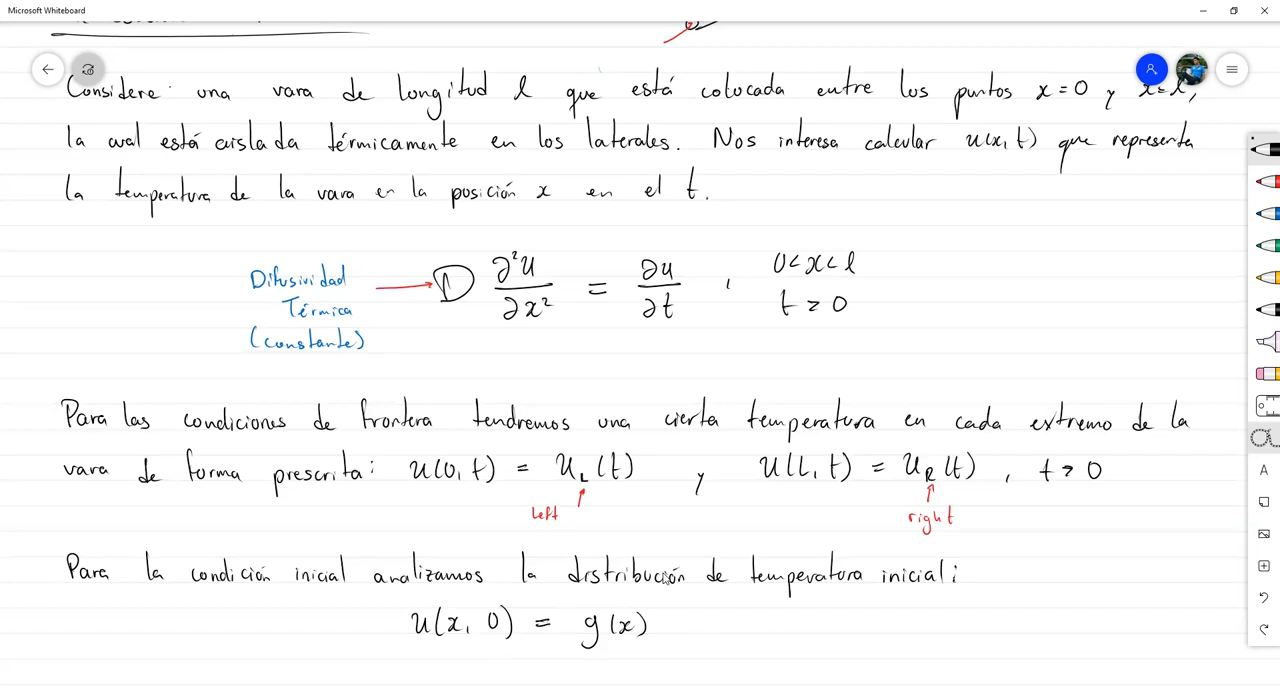 Microsoft Whiteboard
Considere una vara de longitud l que está colocada entre los puntos x=0 y x=l,
la cual está aislada térmicamente en los laterales. Nos interesa calcular u(x,t) que representa
la temperatura de la vara en la posición x en el t.
Difusividad
Térmica
(constante)
D ∂²u/∂x² = ∂u/∂t , 0<x<l
t ≥ 0
Para las condiciones de frontera tendremos una cierta temperatura en cada extremo de la
vara de forma prescrita: u(0,t) = u_L(t) y u(L,t) = u_R(t) , t ≥ 0
left
right
Para la condición inicial analizamos la distribución de temperatura inicial:
u(x, 0) = g(x)
A